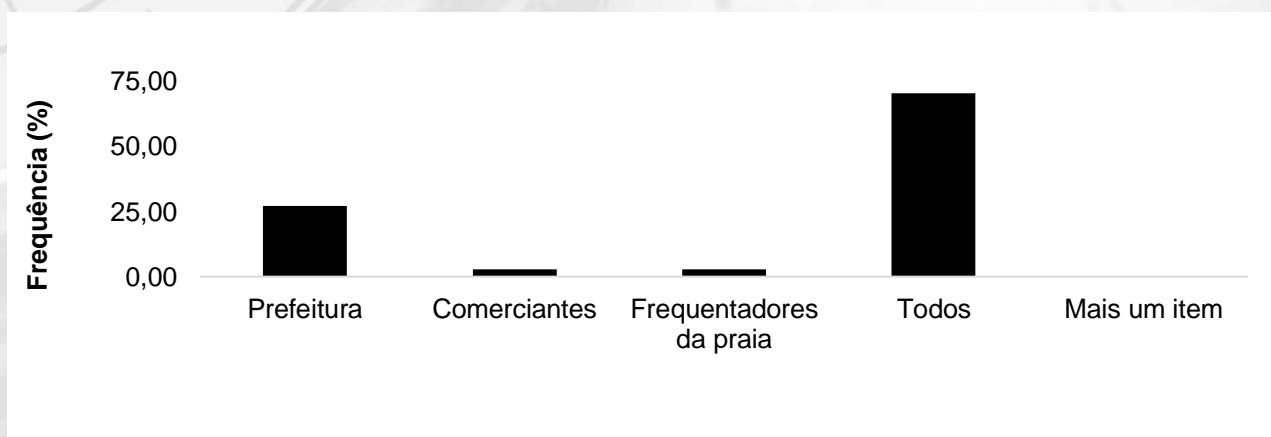 Frequência (%)
75,00
50,00
25,00
0,00
Prefeitura
Comerciantes
Frequentadores
da praia
Todos
Mais um item